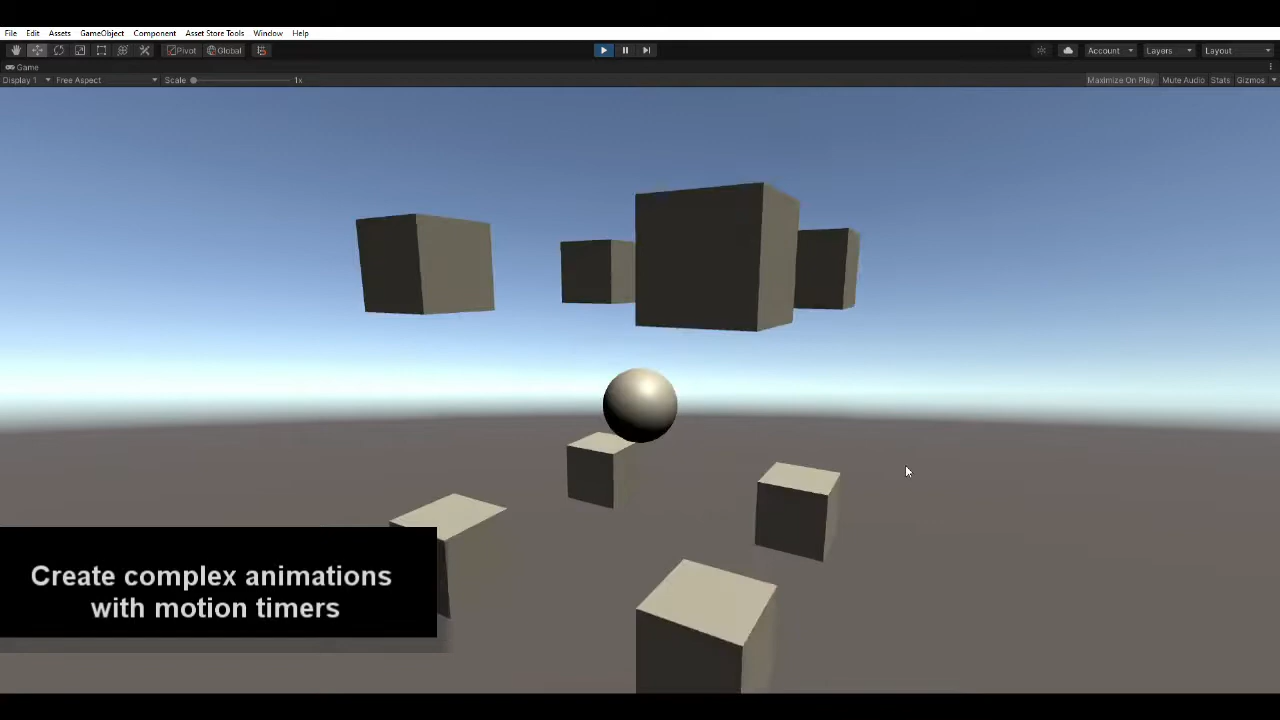 File Edit Assets GameObject Component Asset Store Tools Window Help
Pivot Global Account Layers Layout
Game
Display 1 Free Aspect Scale 1x Maximize On Play Mute Audio Stats Gizmos
Create complex animations
with motion timers